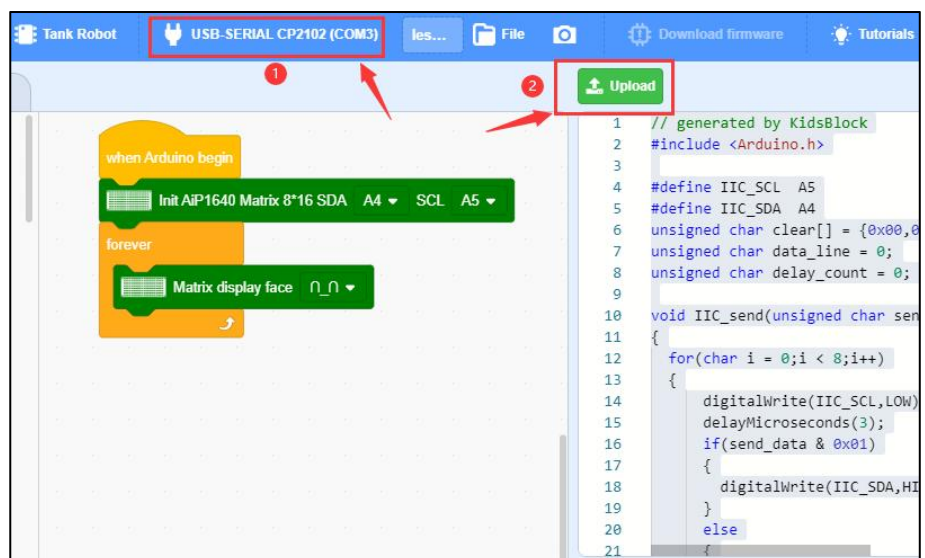 Tank Robot USB-SERIAL CP2102 (COM3) les... File Download firmware Tutorials
1
2
Upload
when Arduino begin
Init AiP1640 Matrix 8*16 SDA A4 SCL A5
forever
Matrix display face ∩_∩
1 // generated by KidsBlock
2 #include <Arduino.h>
3
4 #define IIC_SCL A5
5 #define IIC_SDA A4
6 unsigned char clear[] = {0x00,0
7 unsigned char data_line = 0;
8 unsigned char delay_count = 0;
9
10 void IIC_send(unsigned char sen
11 {
12 for(char i = 0;i < 8;i++)
13 {
14 digitalWrite(IIC_SCL,LOW)
15 delayMicroseconds(3);
16 if(send_data & 0x01)
17 {
18 digitalWrite(IIC_SDA,HI
19 }
20 else
21 {